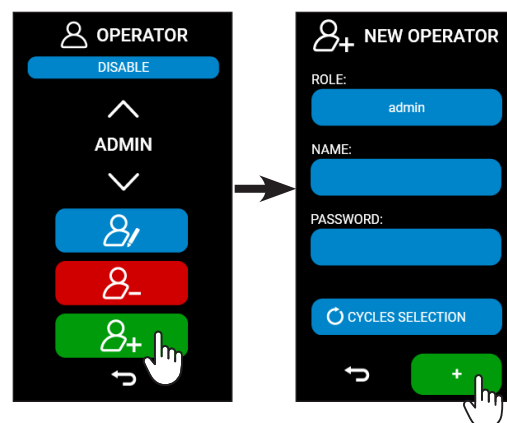 OPERATOR
DISABLE
ADMIN
NEW OPERATOR
ROLE:
admin
NAME:
PASSWORD:
CYCLES SELECTION
+